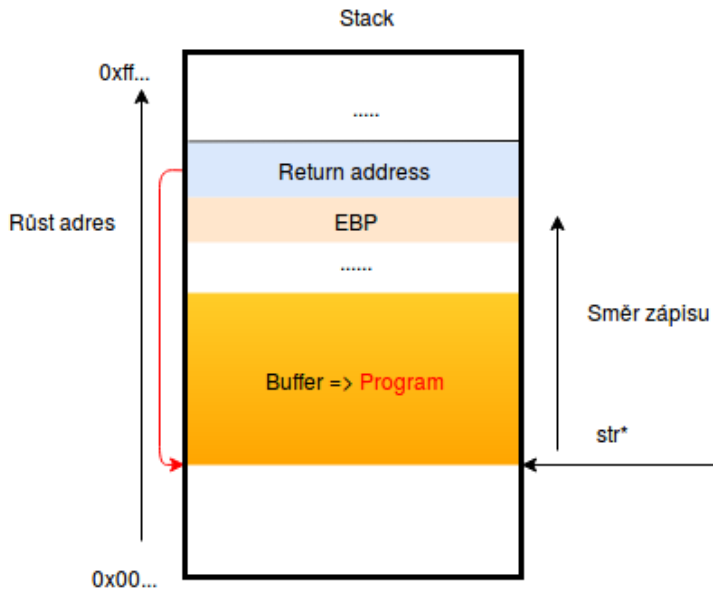 Stack
0xff...
.....
Return address
Růst adres
EBP
......
Směr zápisu
Buffer => Program
str*
0x00...